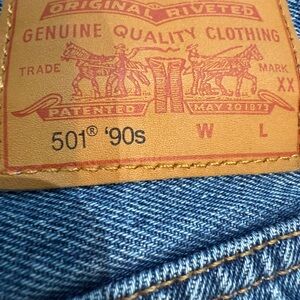 ORIGINAL RIVETED
GENUINE QUALITY CLOTHING
TRADE MARK
XX
PATENTED MAY 20 1873
501® '90s W L